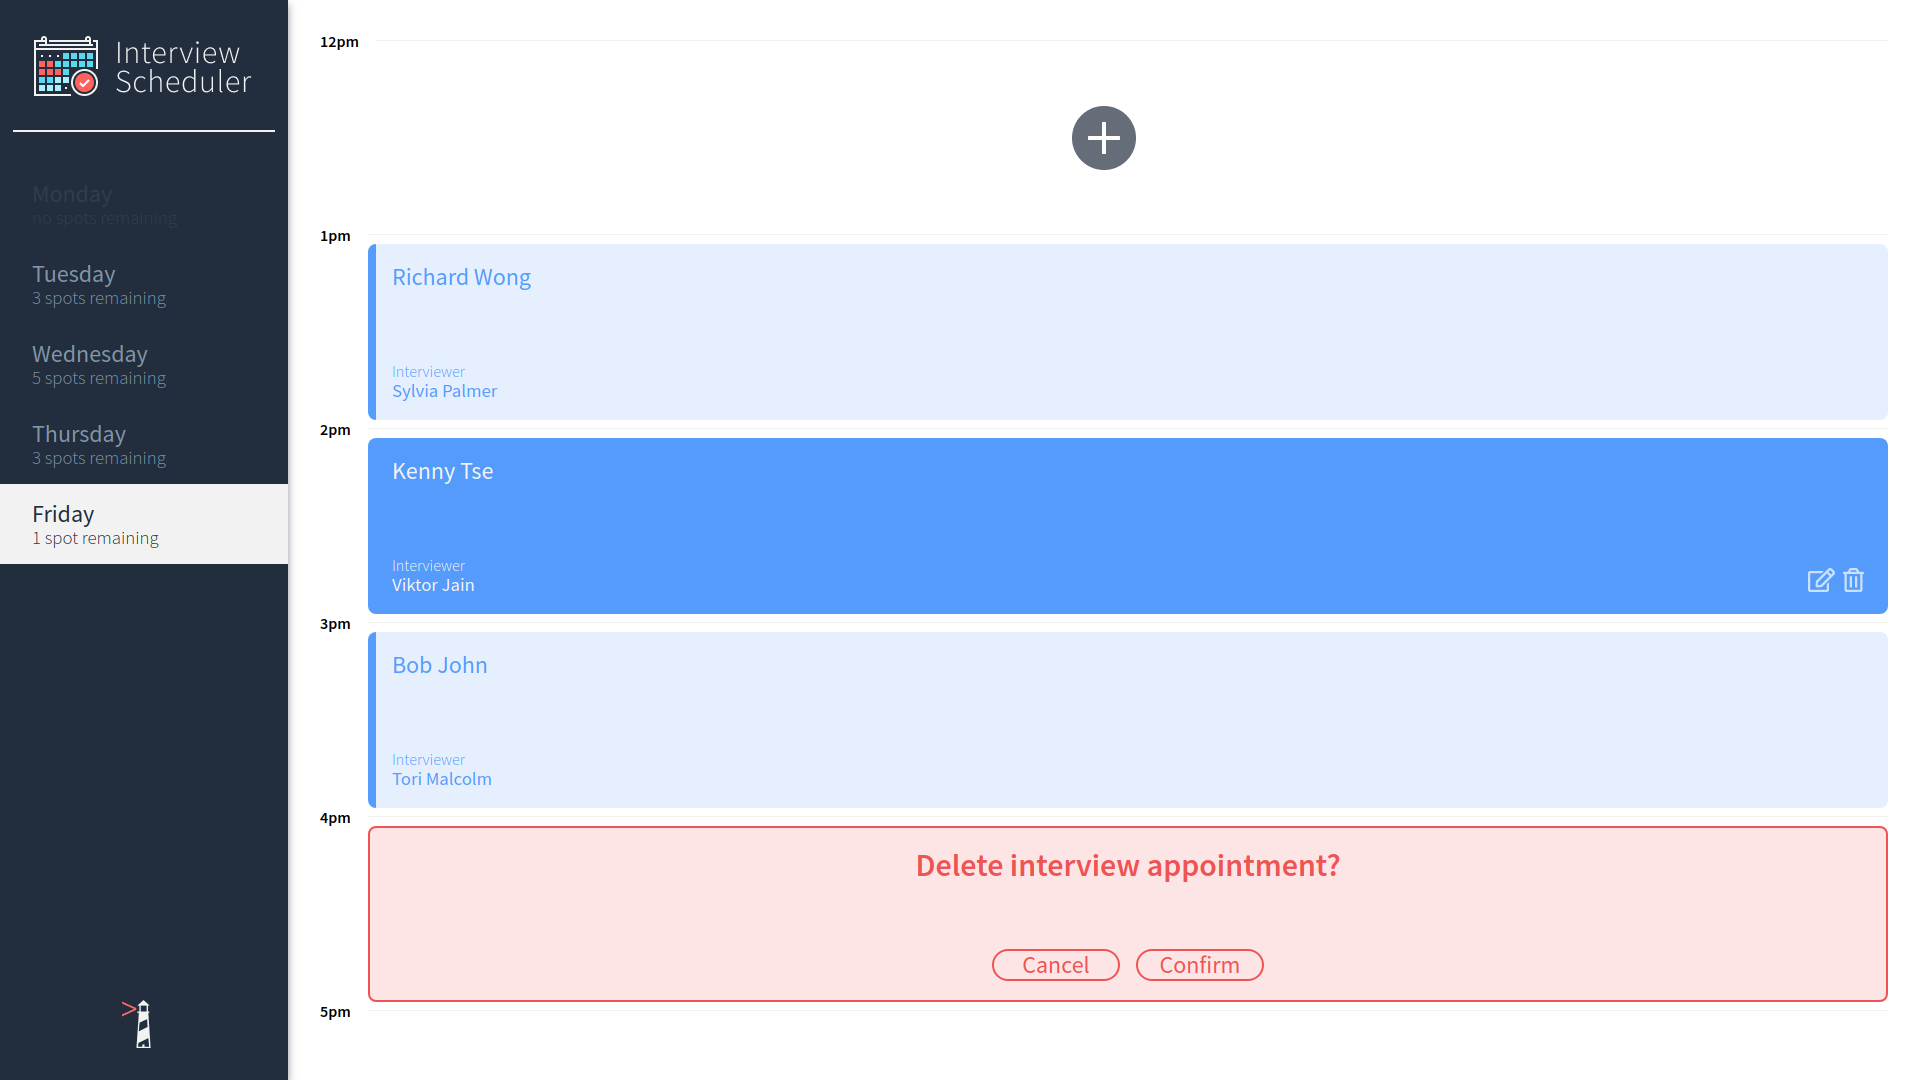 Interview
Scheduler
Monday
no spots remaining
Tuesday
3 spots remaining
Wednesday
5 spots remaining
Thursday
3 spots remaining
Friday
1 spot remaining
12pm
1pm
Richard Wong
Interviewer
Sylvia Palmer
2pm
Kenny Tse
Interviewer
Viktor Jain
3pm
Bob John
Interviewer
Tori Malcolm
4pm
Delete interview appointment?
Cancel Confirm
5pm